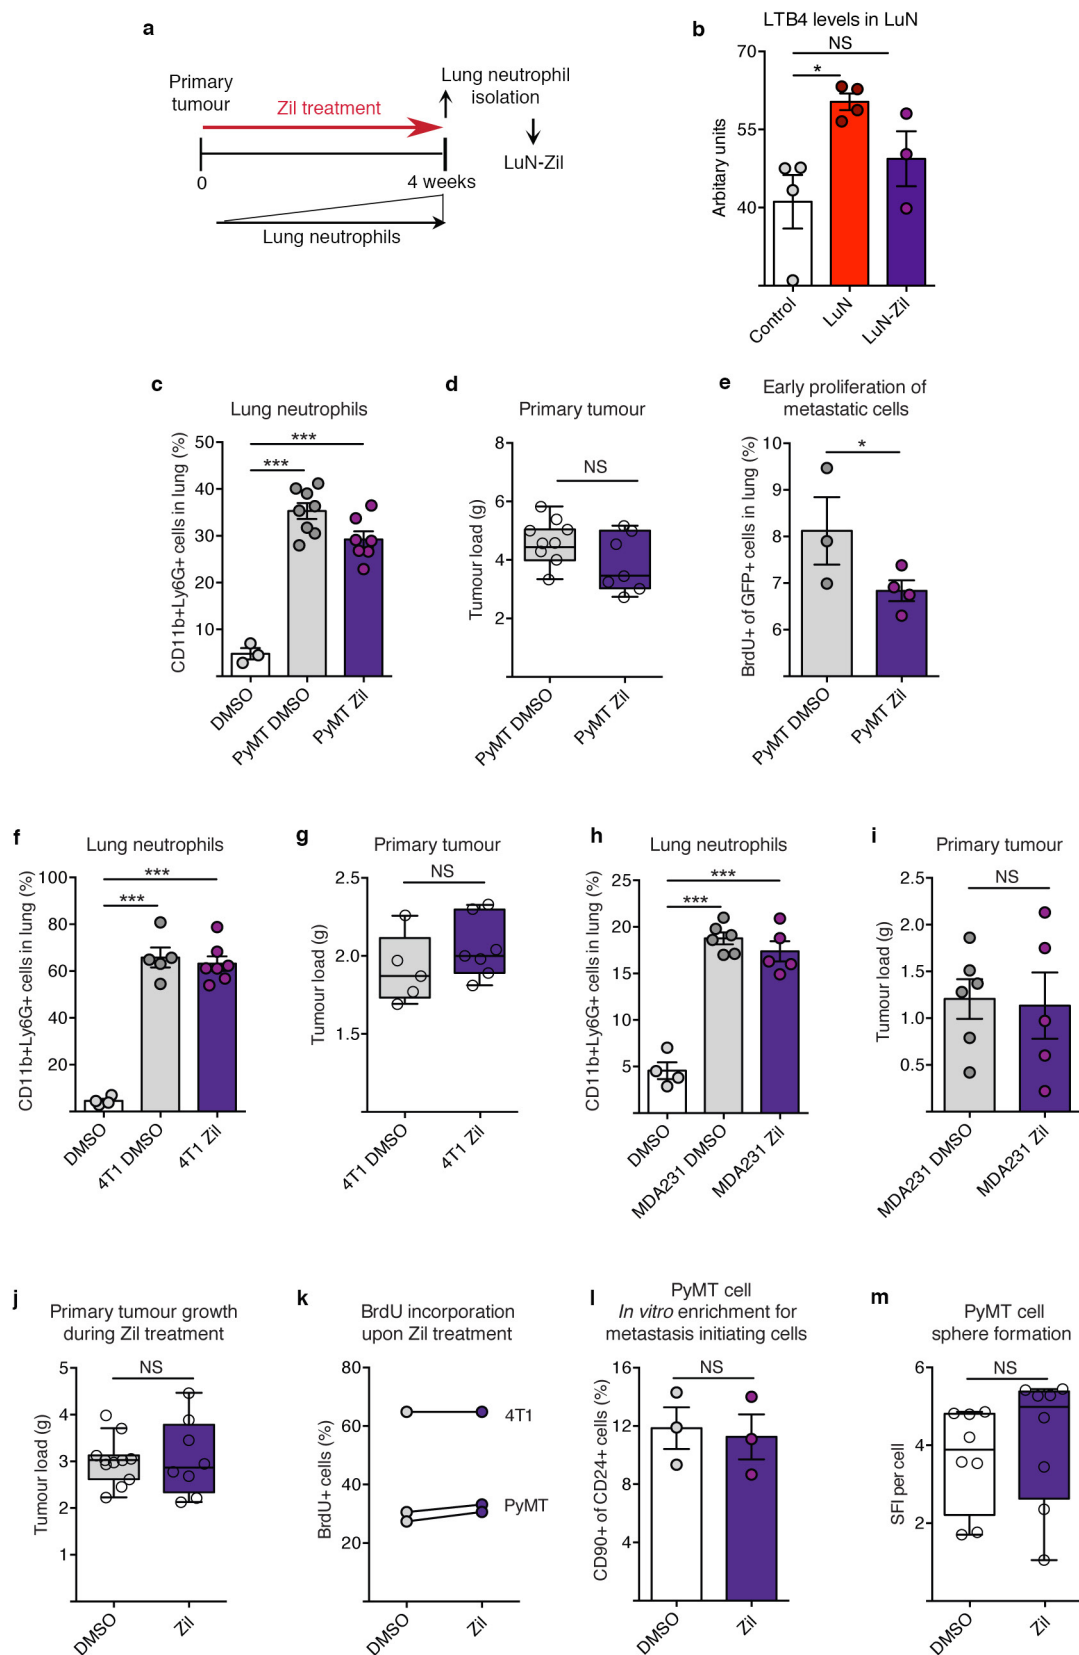 a
Primary
tumour
Zil treatment
Lung neutrophil
isolation
LuN-Zil
0
4 weeks
Lung neutrophils
b
LTB4 levels in LuN
NS
*
70
55
40
Arbitary units
Control
LuN
LuN-Zil
c
Lung neutrophils
***
***
50
40
30
20
10
CD11b+Ly6G+ cells in lung (%)
DMSO
PyMT DMSO
PyMT Zil
d
Primary tumour
NS
8
6
4
2
Tumour load (g)
PyMT DMSO
PyMT Zil
e
Early proliferation of
metastatic cells
*
10
9
8
7
6
BrdU+ of GFP+ cells in lung (%)
PyMT DMSO
PyMT Zil
f
Lung neutrophils
***
***
100
80
60
40
20
CD11b+Ly6G+ cells in lung (%)
DMSO
4T1 DMSO
4T1 Zil
g
Primary tumour
NS
2.5
2.0
1.5
Tumour load (g)
4T1 DMSO
4T1 Zil
h
Lung neutrophils
***
***
25
20
15
10
5
CD11b+Ly6G+ cells in lung (%)
DMSO
MDA231 DMSO
MDA231 Zil
i
Primary tumour
NS
2.5
2.0
1.5
1.0
0.5
Tumour load (g)
MDA231 DMSO
MDA231 Zil
j
Primary tumour growth
during Zil treatment
NS
5
4
3
2
1
Tumour load (g)
DMSO
Zil
k
BrdU incorporation
upon Zil treatment
80
60
40
20
BrdU+ cells (%)
4T1
PyMT
DMSO
Zil
l
PyMT cell
In vitro enrichment for
metastasis initiating cells
NS
16
12
8
4
CD90+ of CD24+ cells (%)
DMSO
Zil
m
PyMT cell
sphere formation
NS
6
4
2
SFI per cell
DMSO
Zil